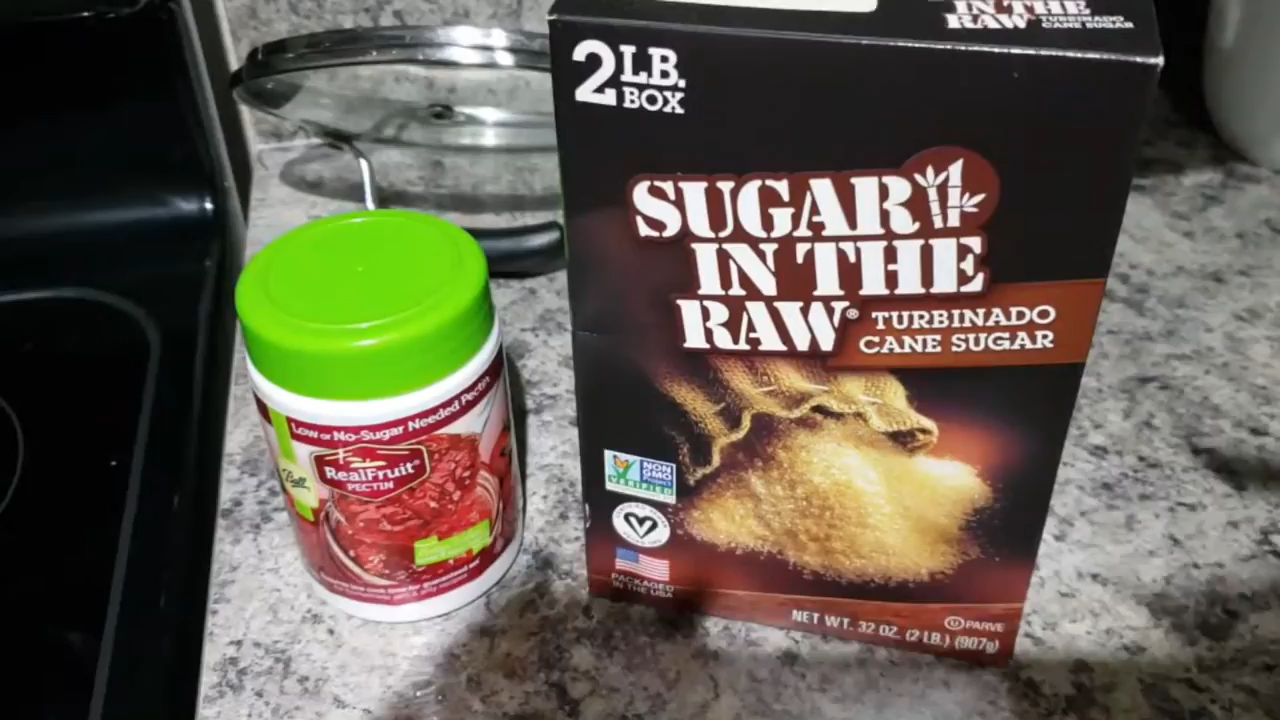 IN THE
RAW TURBINADO
CANE SUGAR
2 LB.
BOX
SUGAR
IN THE
RAW® TURBINADO
CANE SUGAR
NON
GMO
Project
VERIFIED
PACKAGED
IN THE USA
NET WT. 32 OZ. (2 LB.) (907g)
U PARVE
Low or No-Sugar Needed Pectin
Ball
RealFruit®
PECTIN